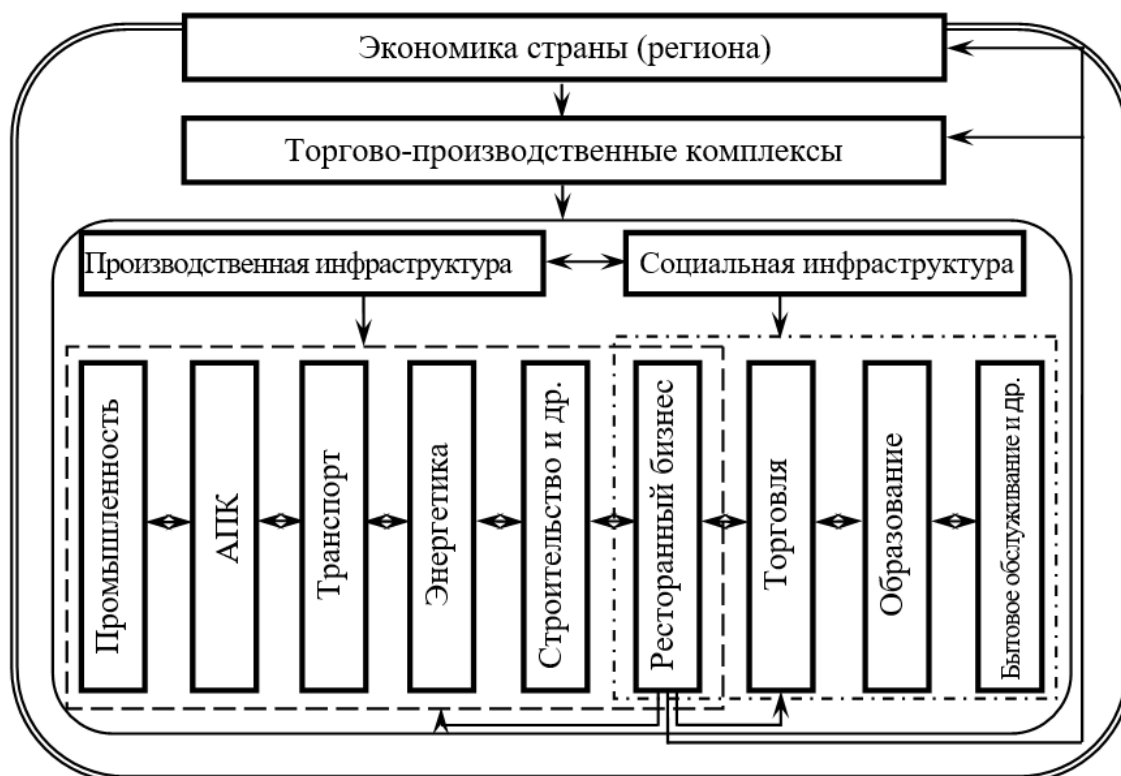 Экономика страны (региона)
Торгово-производственные комплексы
Производственная инфраструктура
Социальная инфраструктура
Промышленность
АПК
Транспорт
Энергетика
Строительство и др.
Ресторанный бизнес
Торговля
Образование
Бытовое обслуживание и др.